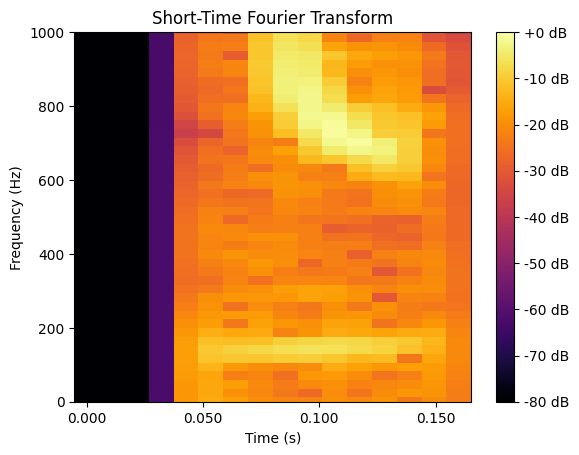 Short-Time Fourier Transform
1000
800
600
400
200
0
Frequency (Hz)
0.000
0.050
0.100
0.150
Time (s)
+0 dB
-10 dB
-20 dB
-30 dB
-40 dB
-50 dB
-60 dB
-70 dB
-80 dB